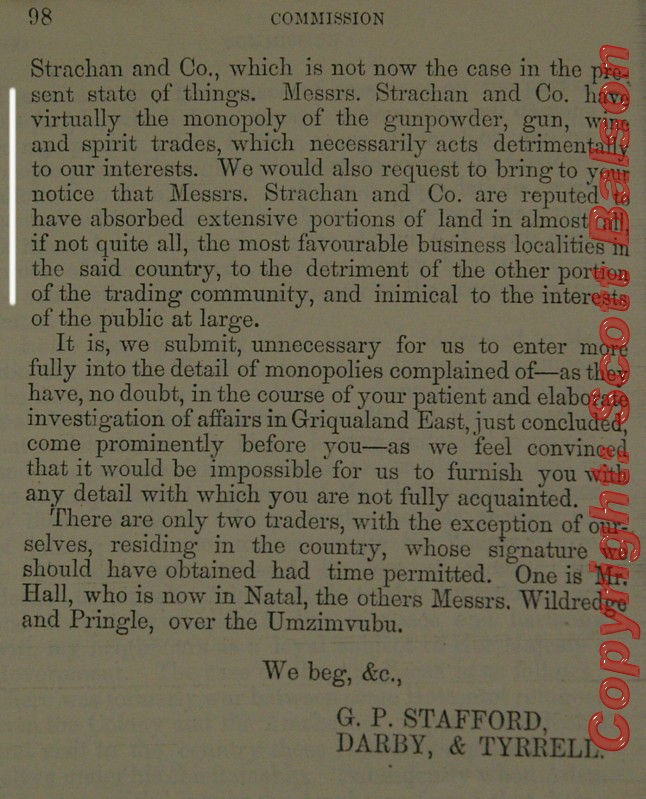 98
COMMISSION
Strachan and Co., which is not now the case in the pre-
sent state of things. Messrs. Strachan and Co. have
virtually the monopoly of the gunpowder, gun, wine
and spirit trades, which necessarily acts detrimentally
to our interests. We would also request to bring to your
notice that Messrs. Strachan and Co. are reputed to
have absorbed extensive portions of land in almost all,
if not quite all, the most favourable business localities in
the said country, to the detriment of the other portion
of the trading community, and inimical to the interests
of the public at large.
It is, we submit, unnecessary for us to enter more
fully into the detail of monopolies complained of—as they
have, no doubt, in the course of your patient and elaborate
investigation of affairs in Griqualand East, just concluded,
come prominently before you—as we feel convinced
that it would be impossible for us to furnish you with
any detail with which you are not fully acquainted.
There are only two traders, with the exception of our-
selves, residing in the country, whose signature we
should have obtained had time permitted. One is Mr.
Hall, who is now in Natal, the others Messrs. Wildredge
and Pringle, over the Umzimvubu.
We beg, &c.,
G. P. STAFFORD,
DARBY, & TYRRELL.
Copyright: Scott Balson